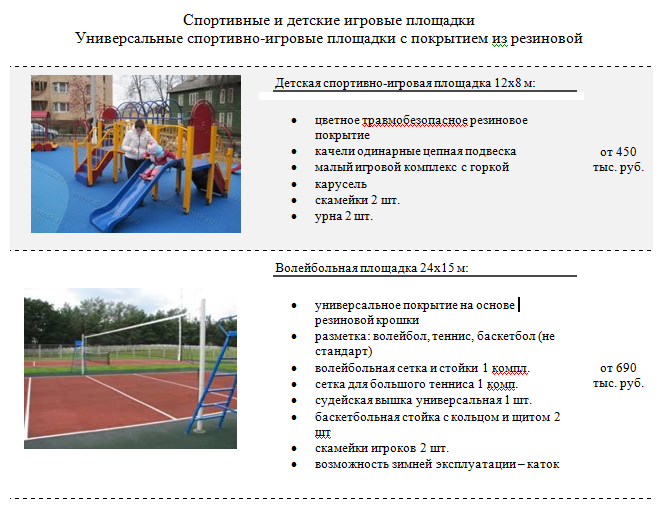 Спортивные и детские игровые площадки
Универсальные спортивно-игровые площадки с покрытием из резиновой
Детская спортивно-игровая площадка 12х8 м:
• цветное травмобезопасное резиновое
покрытие
• качели одинарные цепная подвеска
• малый игровой комплекс с горкой
• карусель
• скамейки 2 шт.
• урна 2 шт.
от 450
тыс. руб.
Волейбольная площадка 24х15 м:
• универсальное покрытие на основе
резиновой крошки
• разметка: волейбол, теннис, баскетбол (не
стандарт)
• волейбольная сетка и стойки 1 компл.
• сетка для большого тенниса 1 комп.
• судейская вышка универсальная 1 шт.
• баскетбольная стойка с кольцом и щитом 2
шт
• скамейки игроков 2 шт.
• возможность зимней эксплуатации – каток
от 690
тыс. руб.